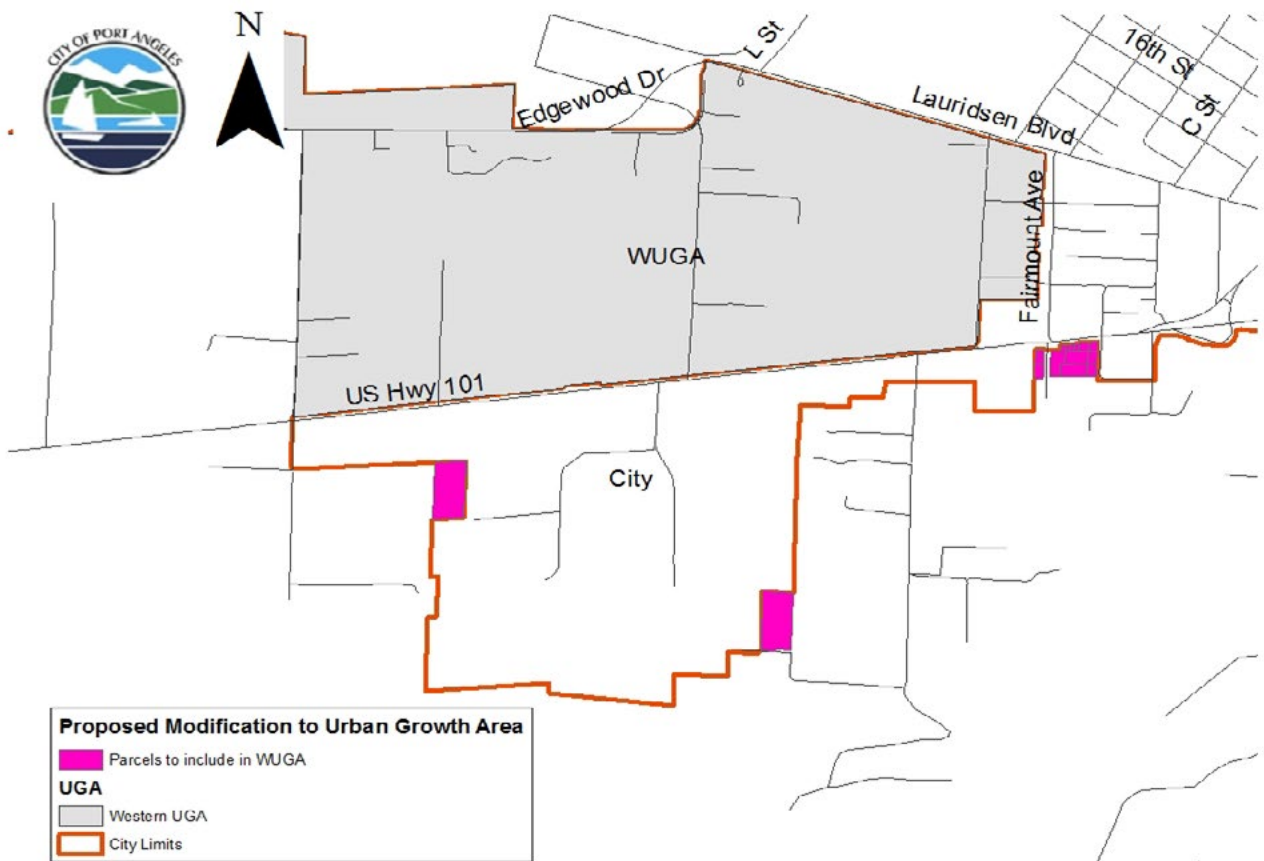 CITY OF PORT ANGELES
N
L St
16th St
Edgewood Dr
Lauridsen Blvd
C St
Fairmount Ave
WUGA
US Hwy 101
City
Proposed Modification to Urban Growth Area
Parcels to include in WUGA
UGA
Western UGA
City Limits